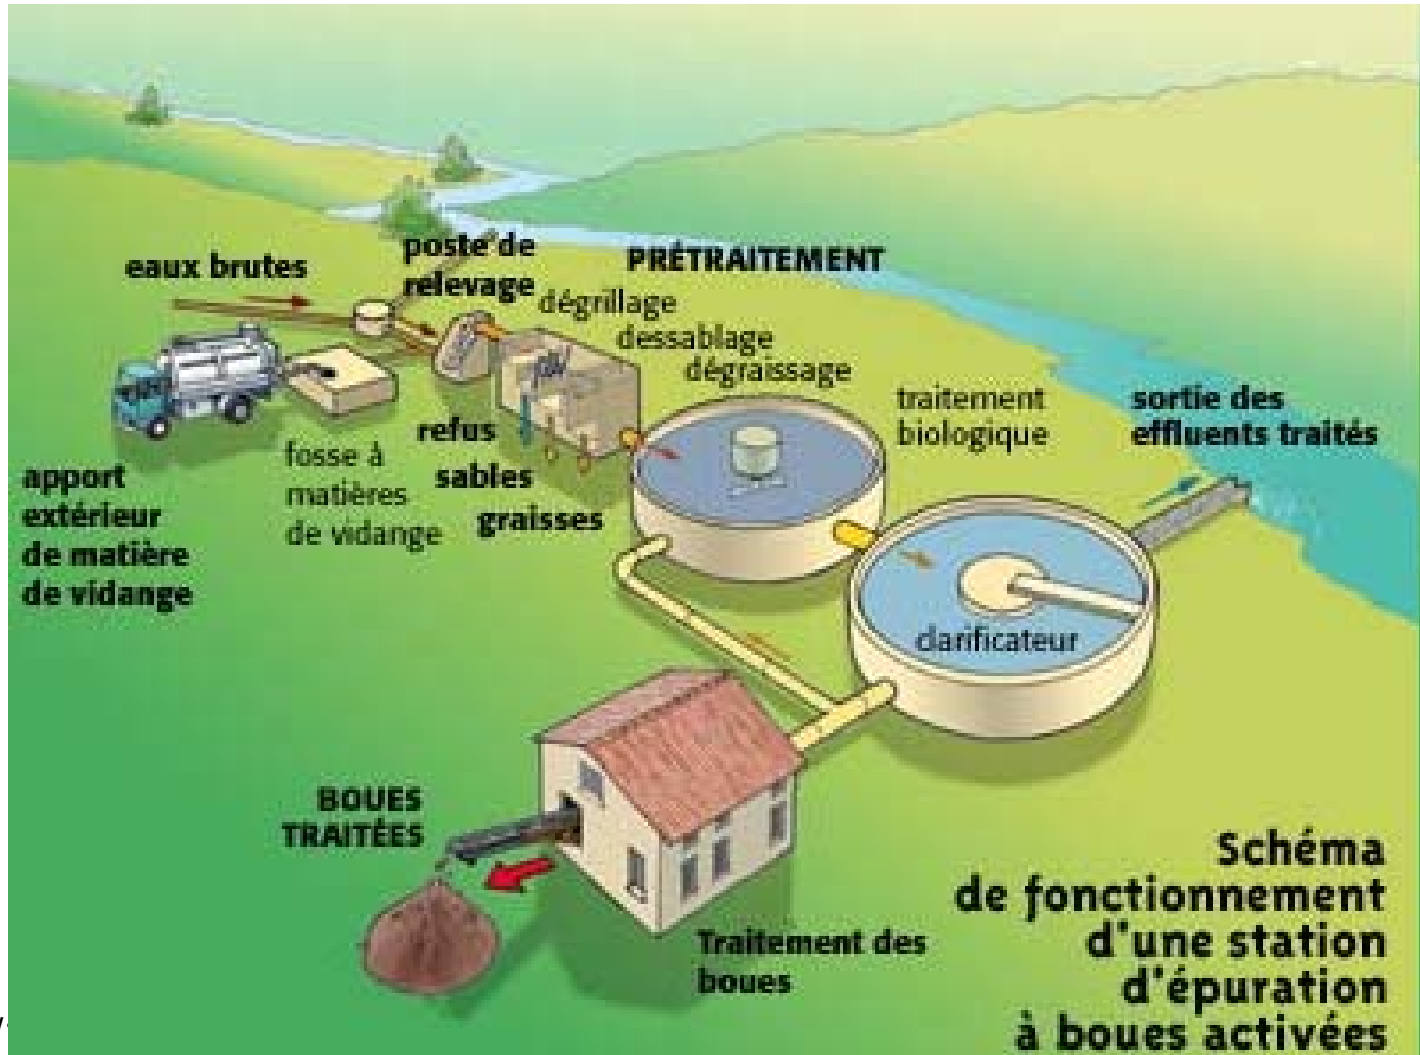 eaux brutes
poste de
relevage
PRÉTRAITEMENT
dégrillage
dessablage
dégraissage
traitement
biologique
sortie des
effluents traités
refus
sables
graisses
fosse à
matières
de vidange
apport
extérieur
de matière
de vidange
clarificateur
BOUES
TRAITÉES
Traitement des
boues
Schéma
de fonctionnement
d'une station
d'épuration
à boues activées